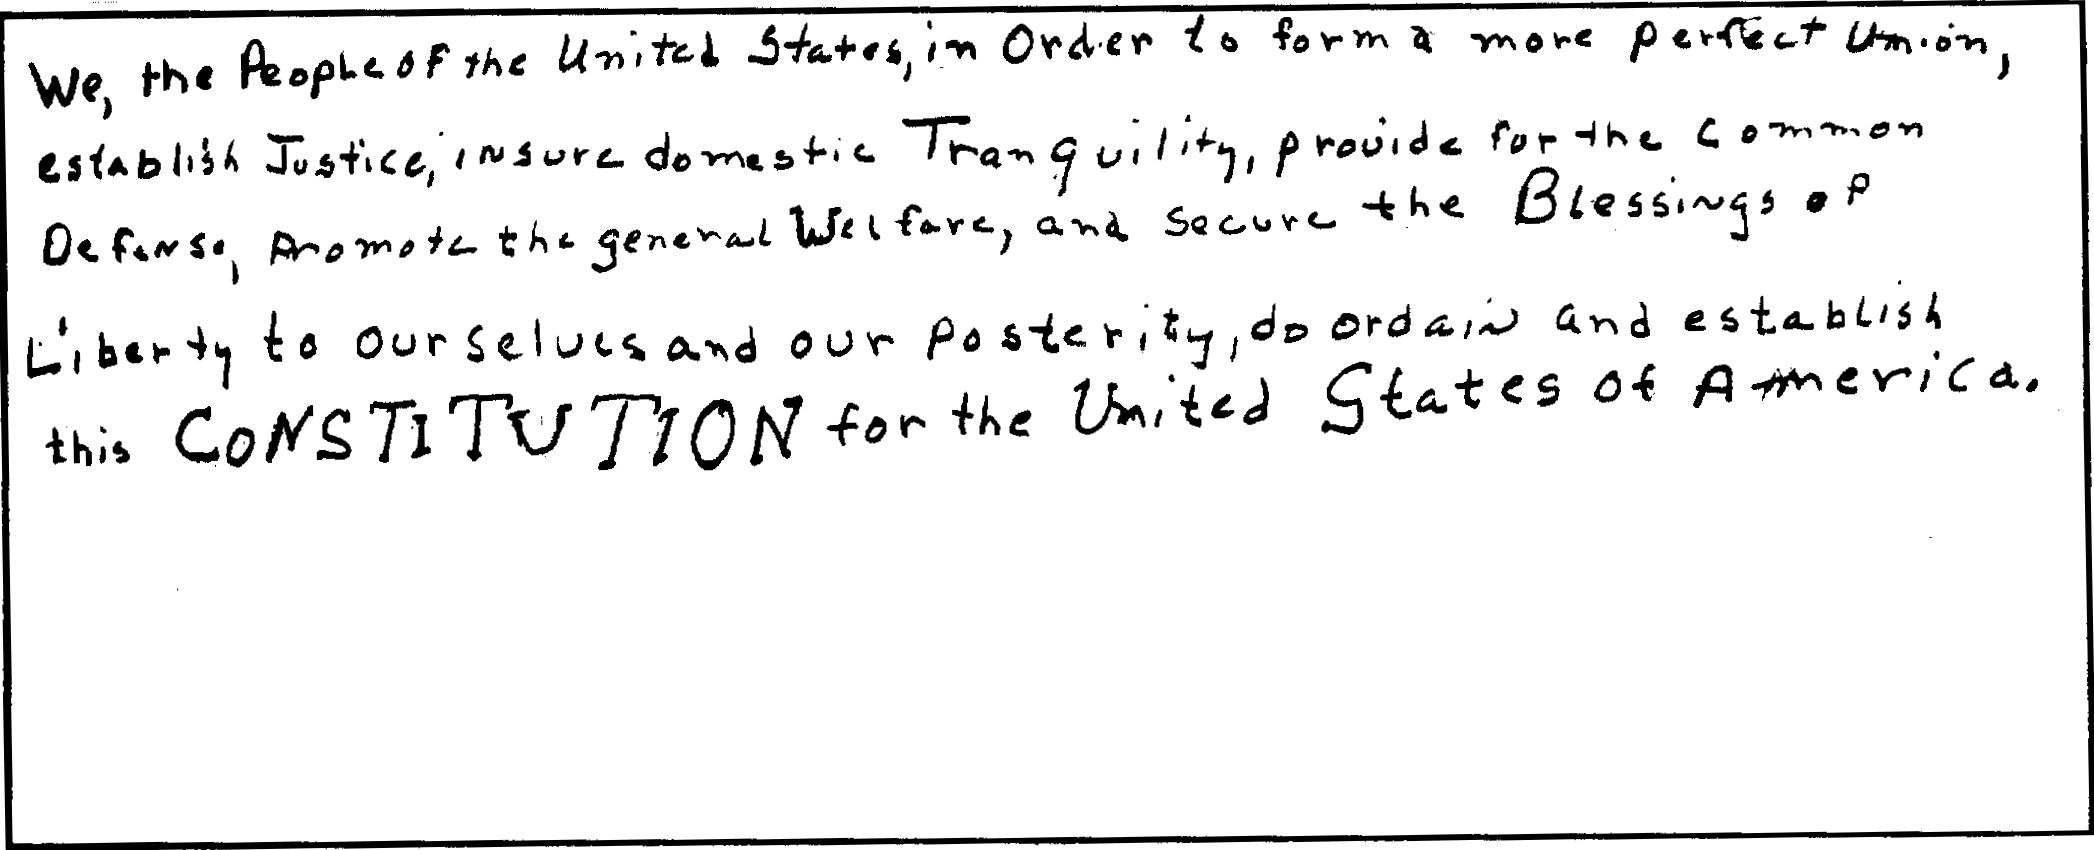 We, the People of the United States, in Order to form a more perfect Union,
establish Justice, insure domestic Tranquility, provide for the common
Defense, promote the general Welfare, and secure the Blessings of
Liberty to ourselves and our posterity, do ordain and establish
this CONSTITUTION for the United States of America.